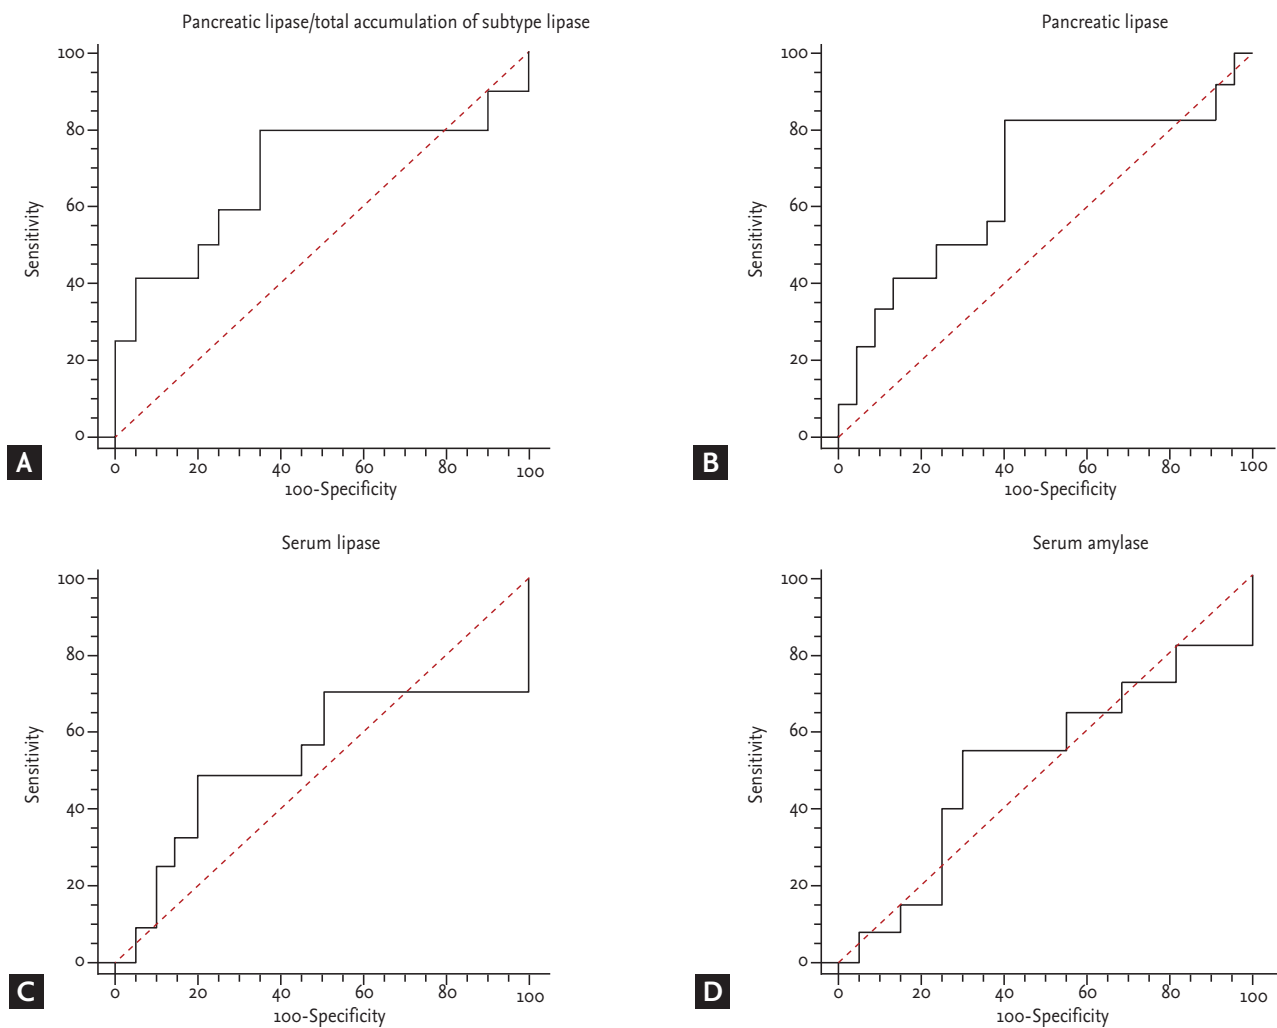 Pancreatic lipase/total accumulation of subtype lipase
100
80
60
40
20
0
Sensitivity
0 20 40 60 80 100
100-Specificity
A
Pancreatic lipase
100
80
60
40
20
0
Sensitivity
0 20 40 60 80 100
100-Specificity
B
Serum lipase
100
80
60
40
20
0
Sensitivity
0 20 40 60 80 100
100-Specificity
C
Serum amylase
100
80
60
40
20
0
Sensitivity
0 20 40 60 80 100
100-Specificity
D